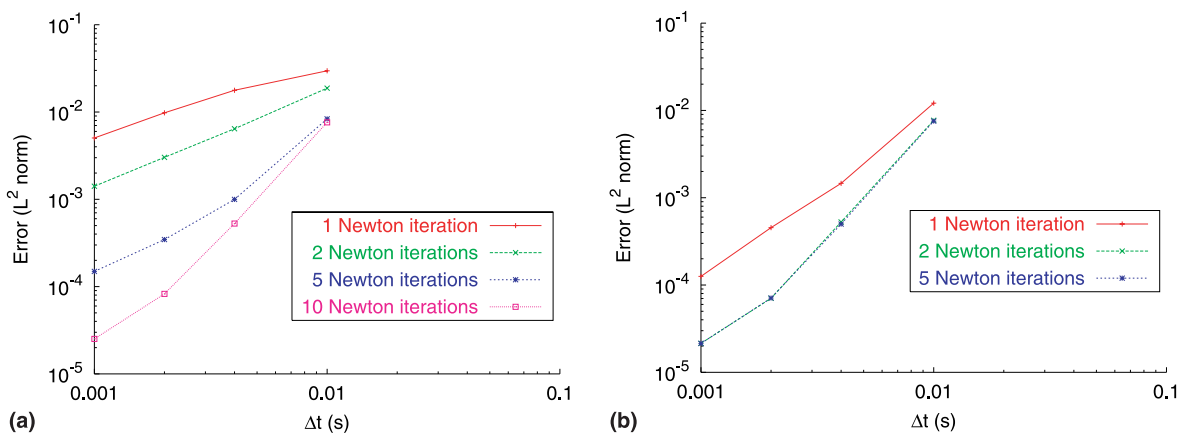 10^-1
10^-2
10^-3
10^-4
10^-5
Error (L^2 norm)
1 Newton iteration
2 Newton iterations
5 Newton iterations
10 Newton iterations
0.001
0.01
0.1
Δt (s)
(a)
10^-1
10^-2
10^-3
10^-4
10^-5
Error (L^2 norm)
1 Newton iteration
2 Newton iterations
5 Newton iterations
0.001
0.01
0.1
Δt (s)
(b)